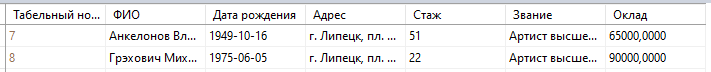 Табельный но... ФИО Дата рождения Адрес Стаж Звание Оклад
7 Анкелонов Вл... 1949-10-16 г. Липецк, пл. ... 51 Артист высше... 65000,0000
8 Грэхович Мих... 1975-06-05 г. Липецк, пл. ... 22 Артист высше... 90000,0000